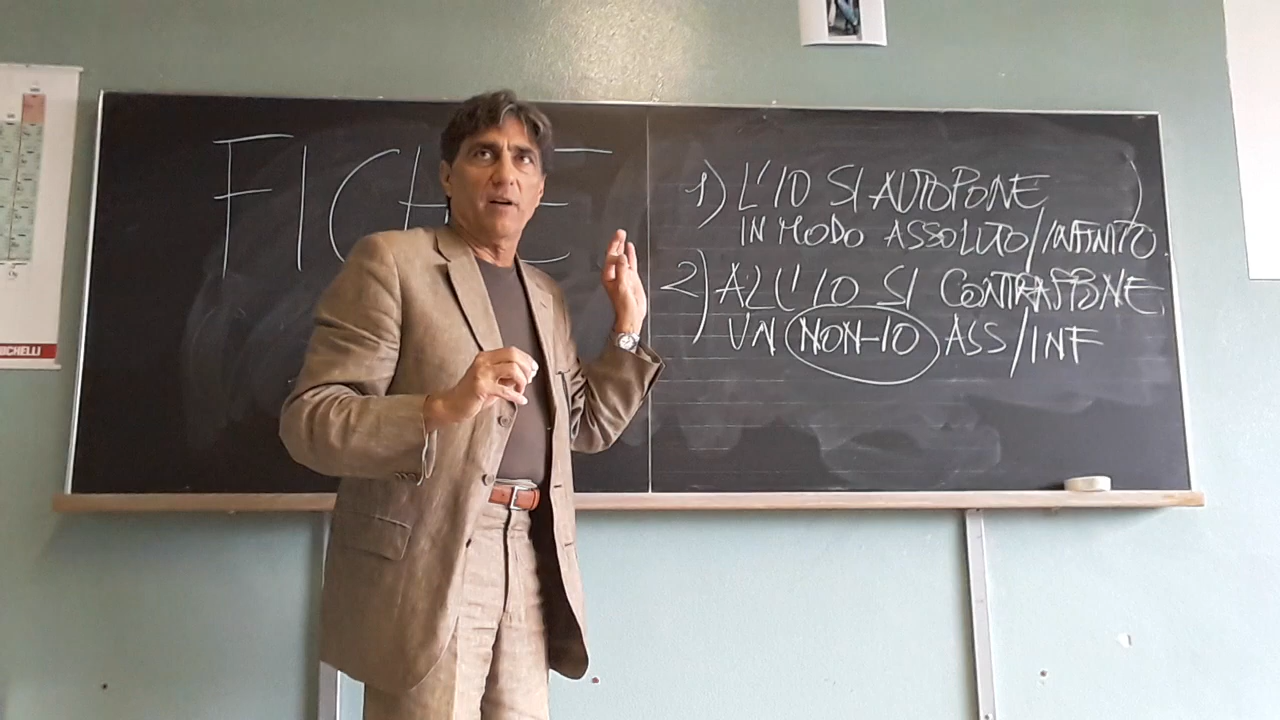 FICHTE
1) L'IO SI AUTOPONE
IN MODO ASSOLUTO/INFINITO.
2) ALL'IO SI CONTRAPPONE
UN NON-IO ASS/INF